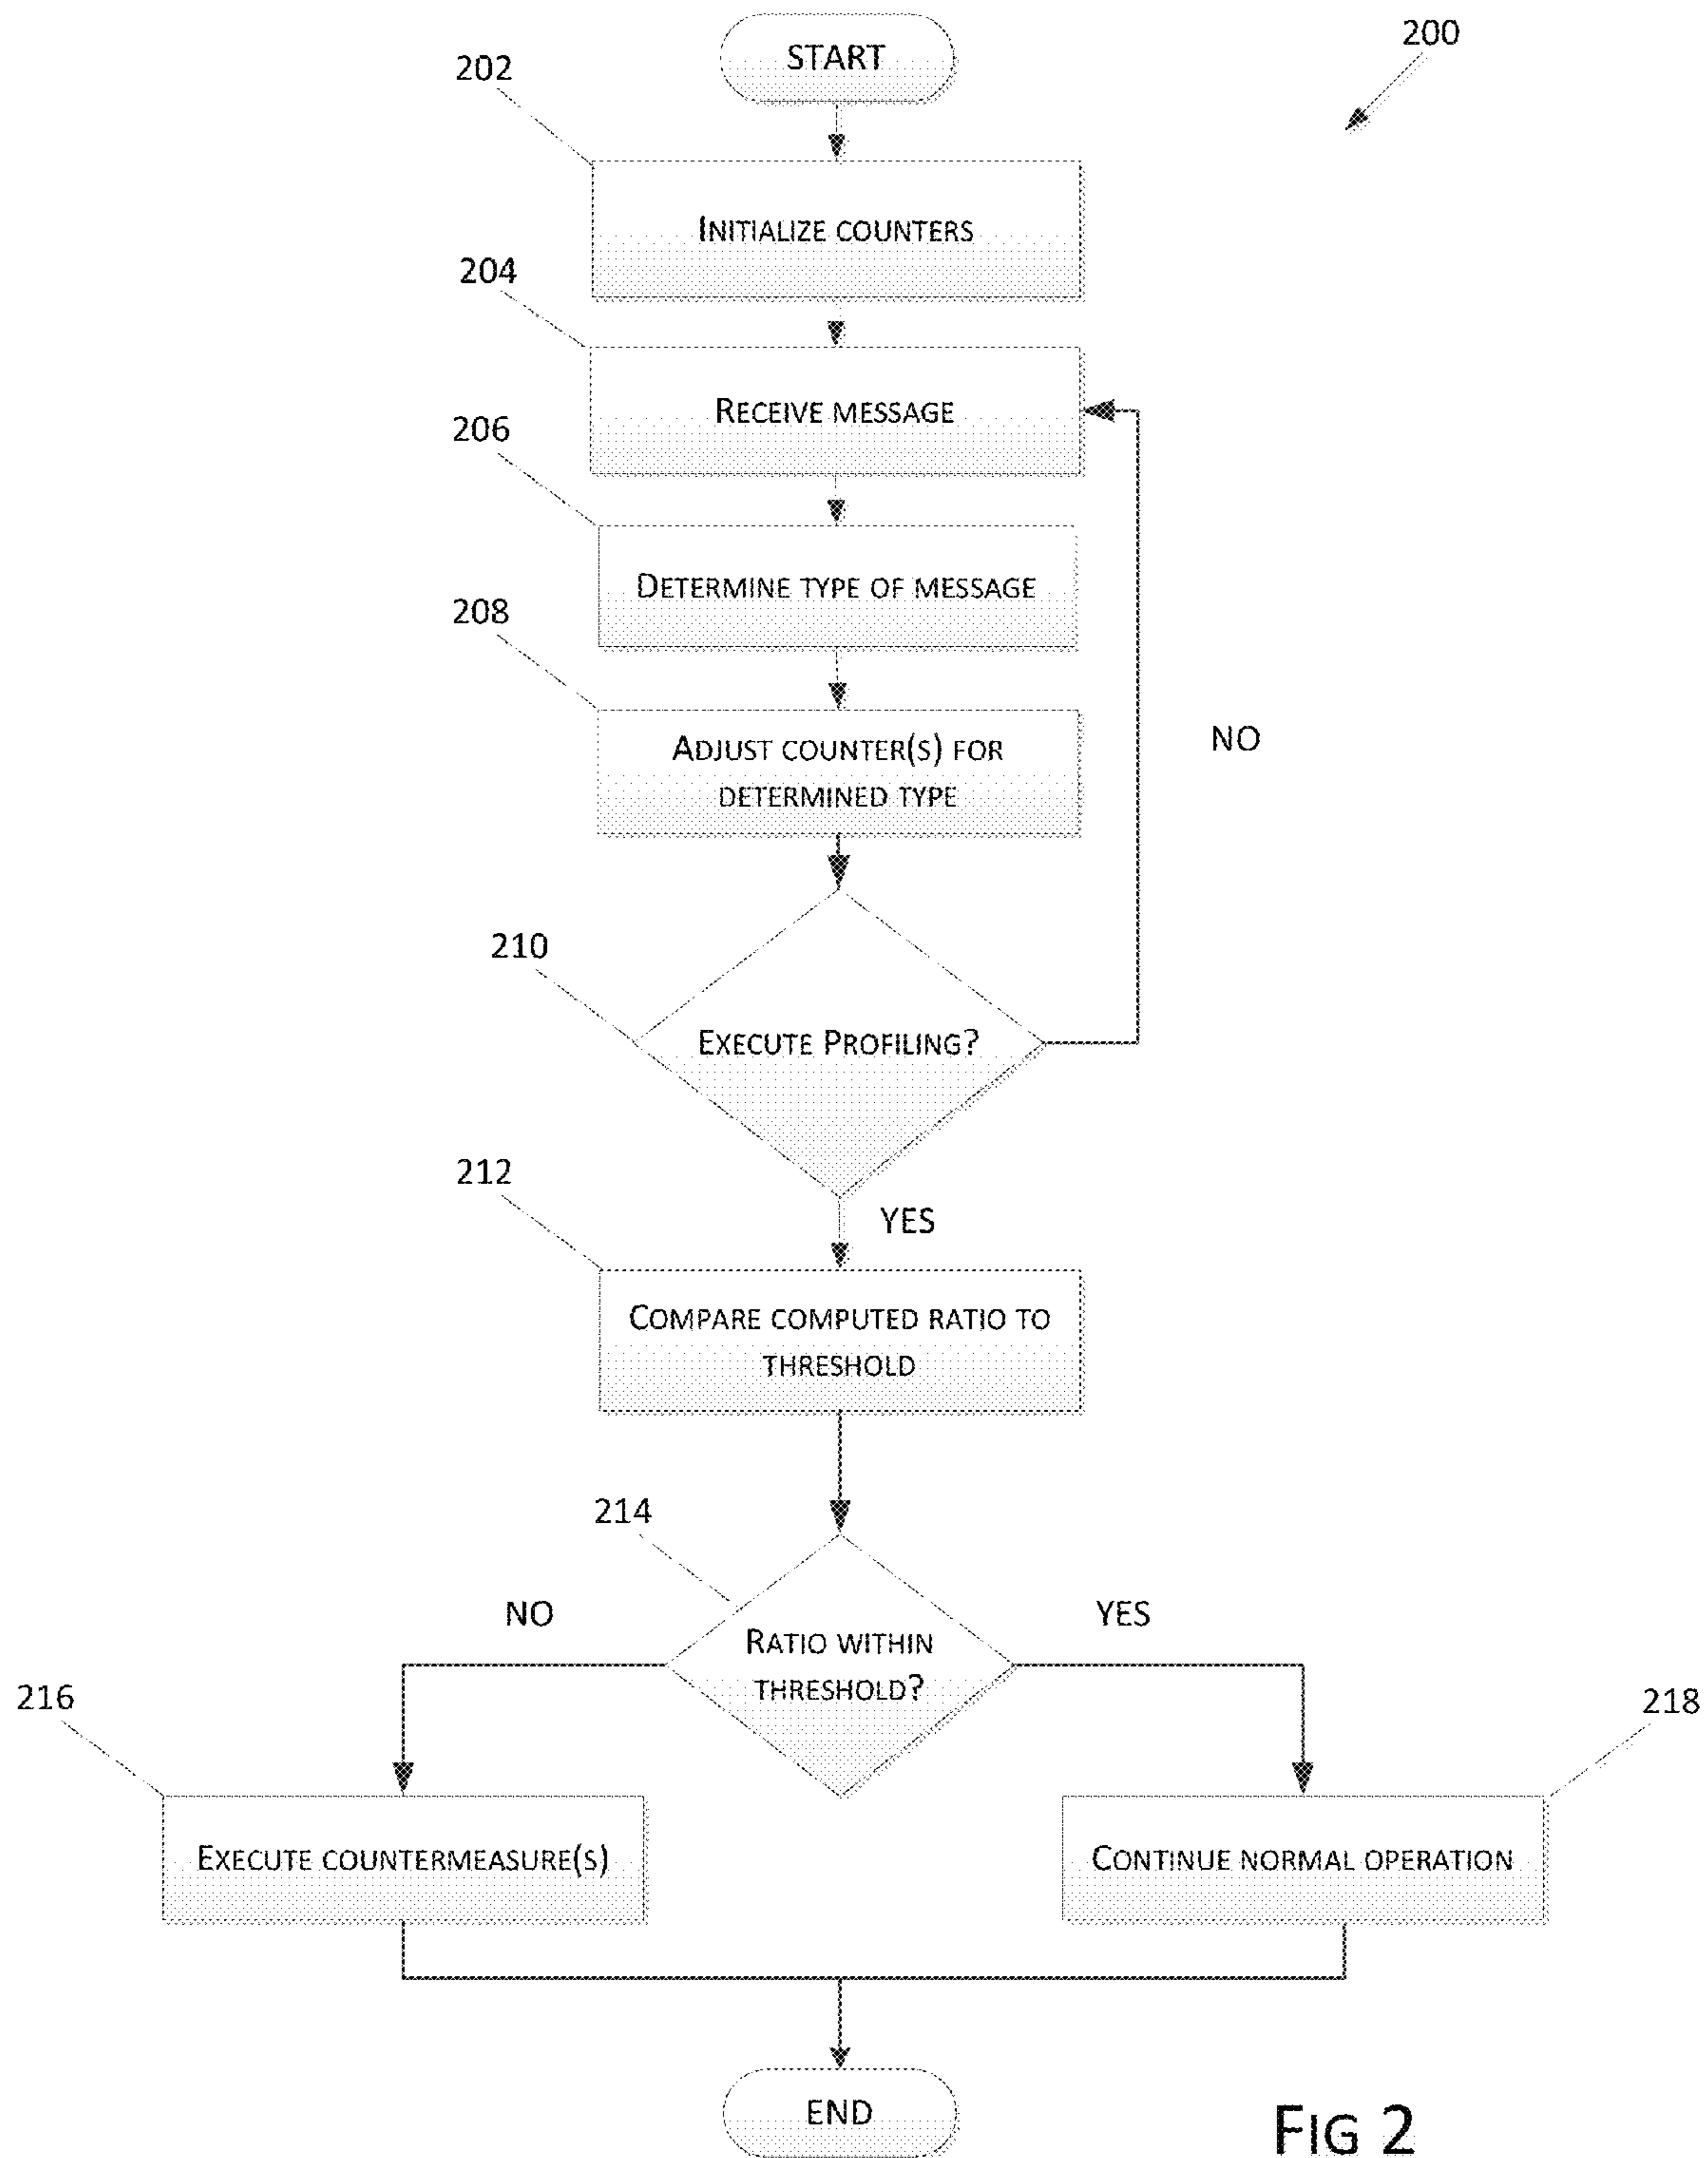 START
200
202
INITIALIZE COUNTERS
204
RECEIVE MESSAGE
206
DETERMINE TYPE OF MESSAGE
208
ADJUST COUNTER(S) FOR
DETERMINED TYPE
NO
210
EXECUTE PROFILING?
212
YES
COMPARE COMPUTED RATIO TO
THRESHOLD
214
NO
YES
RATIO WITHIN
THRESHOLD?
216
218
EXECUTE COUNTERMEASURE(S)
CONTINUE NORMAL OPERATION
END
FIG 2